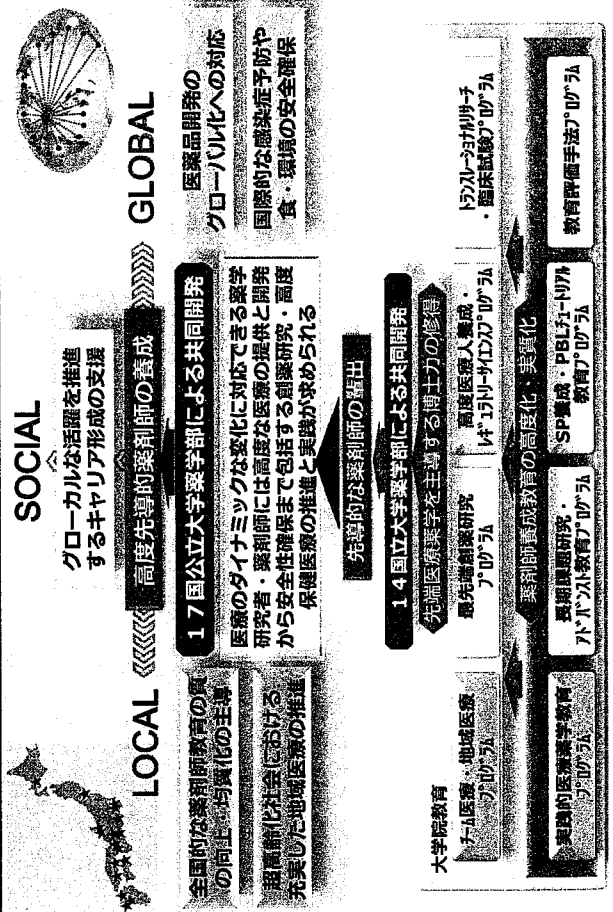 SOCIAL
グローカルな活躍を推進
するキャリア形成の支援
LOCAL
GLOBAL
高度先導的薬剤師の養成
全国的な薬剤師教育の質
の向上・均質化の主導
超高齢化社会における
充実した地域医療の推進
17国公立大学薬学部による共同開発
医療のダイナミックな変化に対応できる薬学
研究者・薬剤師には高度な医療の提供と開発
から安全性確保まで包括する創薬研究・高度
保健医療の推進と実践が求められる
医薬品開発の
グローバル化への対応
国際的な感染症予防や
食・環境の安全確保
先導的な薬剤師の輩出
14国立大学薬学部による共同開発
先端医療薬学を主導する博士力の修得
大学院教育
チーム医療・地域医療
プログラム
最先端創薬研究
プログラム
高度医療人養成・
レギュラトリーサイエンスプログラム
トランスレーショナルリサーチ
・臨床試験プログラム
薬剤師養成教育の高度化・実質化
実践的医療薬学教育
プログラム
長期課題研究・
アドバンスト教育プログラム
SP養成・PBLチュートリアル
教育プログラム
教育評価手法プログラム